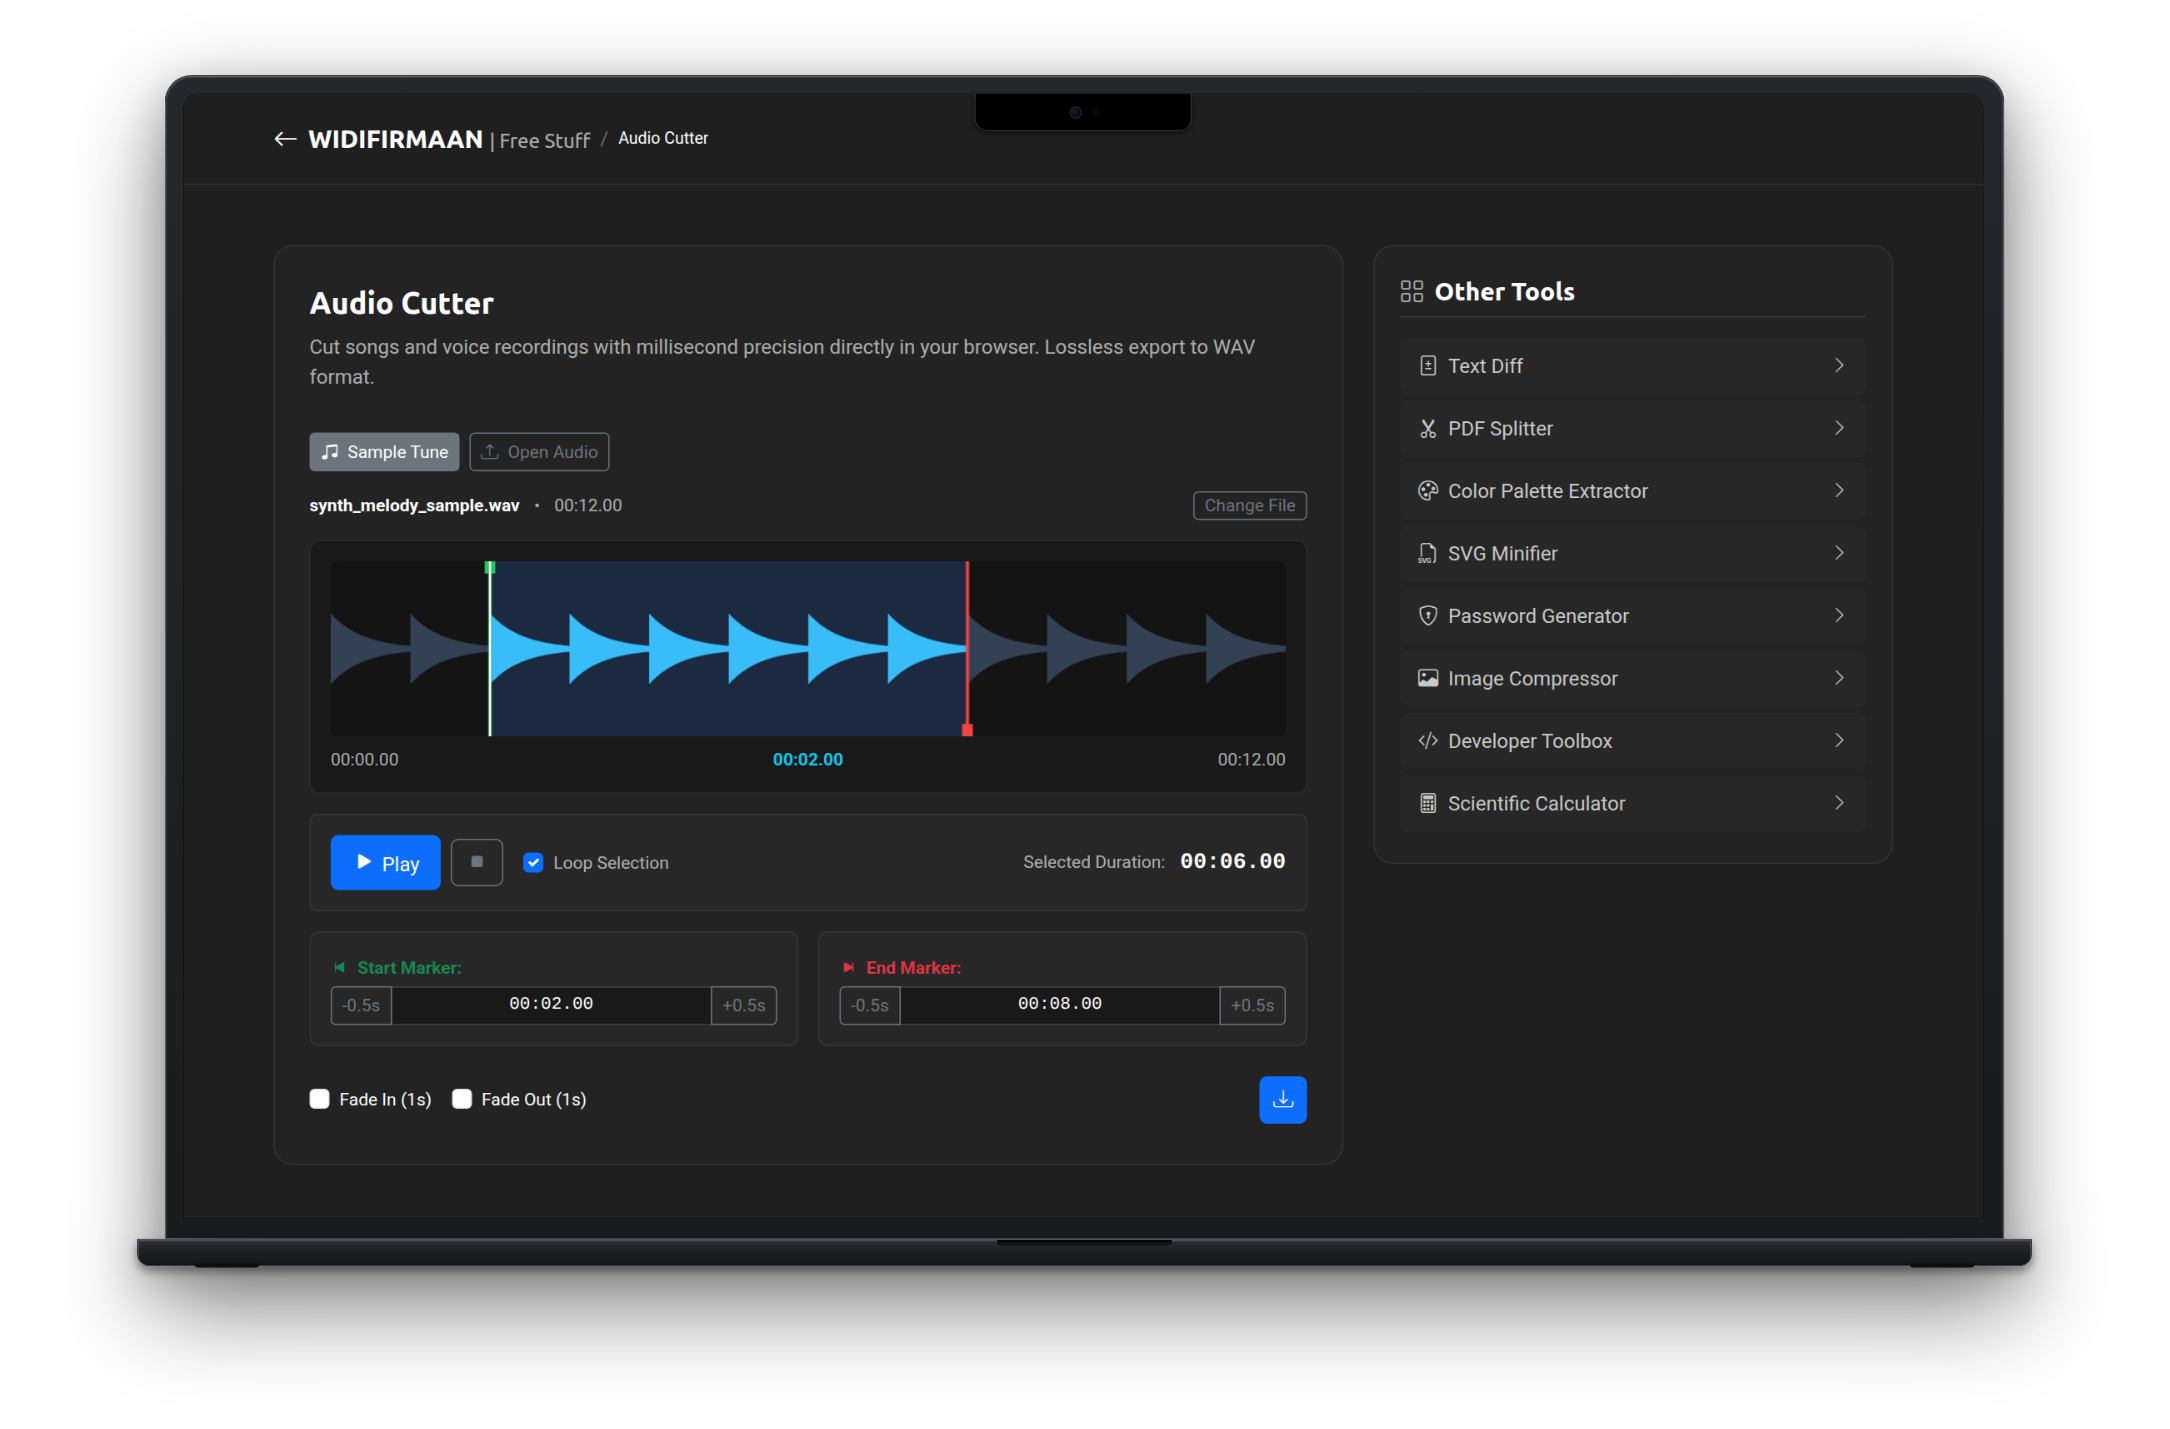 WIDIFIRMAAN | Free Stuff / Audio Cutter
Audio Cutter
Cut songs and voice recordings with millisecond precision directly in your browser. Lossless export to WAV
format.
Sample Tune
Open Audio
synth_melody_sample.wav • 00:12.00
Change File
00:00.00
00:02.00
00:12.00
Play
Loop Selection
Selected Duration: 00:06.00
Start Marker:
-0.5s
00:02.00
+0.5s
End Marker:
-0.5s
00:08.00
+0.5s
Fade In (1s)
Fade Out (1s)
Other Tools
Text Diff
PDF Splitter
Color Palette Extractor
SVG Minifier
Password Generator
Image Compressor
Developer Toolbox
Scientific Calculator